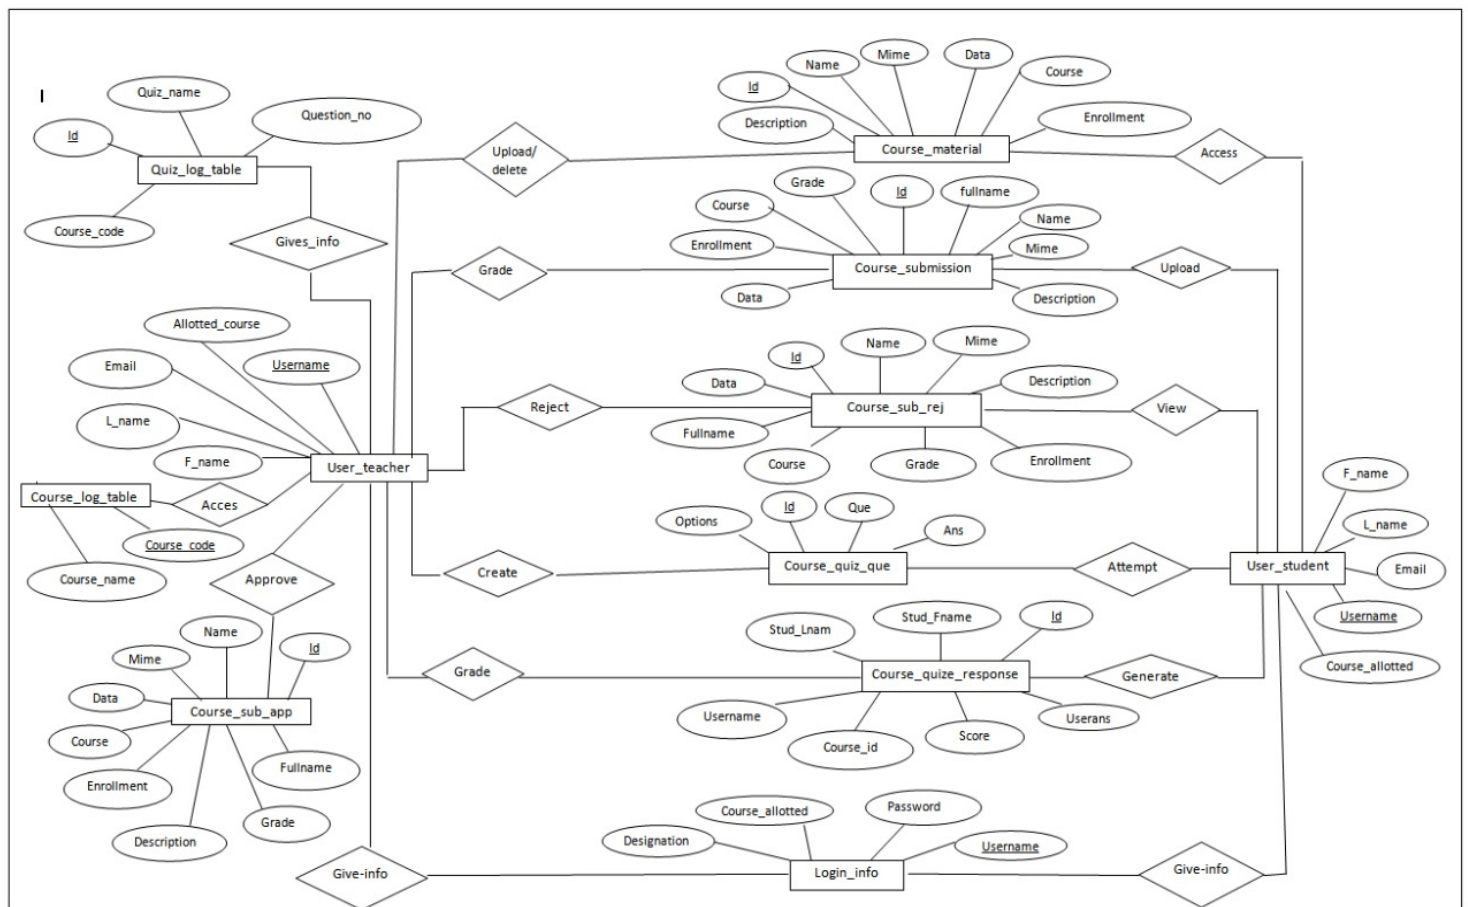 Mime
Data
Name
Course
Id
Quiz_name
Description
Enrollment
Question_no
Id
Course_material
Upload/
delete
Access
Quiz_log_table
Grade
Id
fullname
Course
Name
Course_code
Gives_info
Enrollment
Mime
Grade
Course_submission
Upload
Data
Description
Allotted_course
Name
Mime
Email
Username
Id
Data
Description
Reject
Course_sub_rej
View
L_name
Fullname
F_name
User_teacher
Course
Grade
Enrollment
F_name
Course_log_table
Acces
Id
Que
Options
Ans
L_name
Course_code
Course_name
Approve
Create
Course_quiz_que
Attempt
User_student
Email
Stud_Fname
Id
Username
Name
Stud_Lnam
Id
Mime
Grade
Course_quize_response
Generate
Course_allotted
Data
Course_sub_app
Username
Userans
Course
Course_id
Score
Fullname
Enrollment
Course_allotted
Password
Grade
Description
Designation
Username
Give-info
Login_info
Give-info